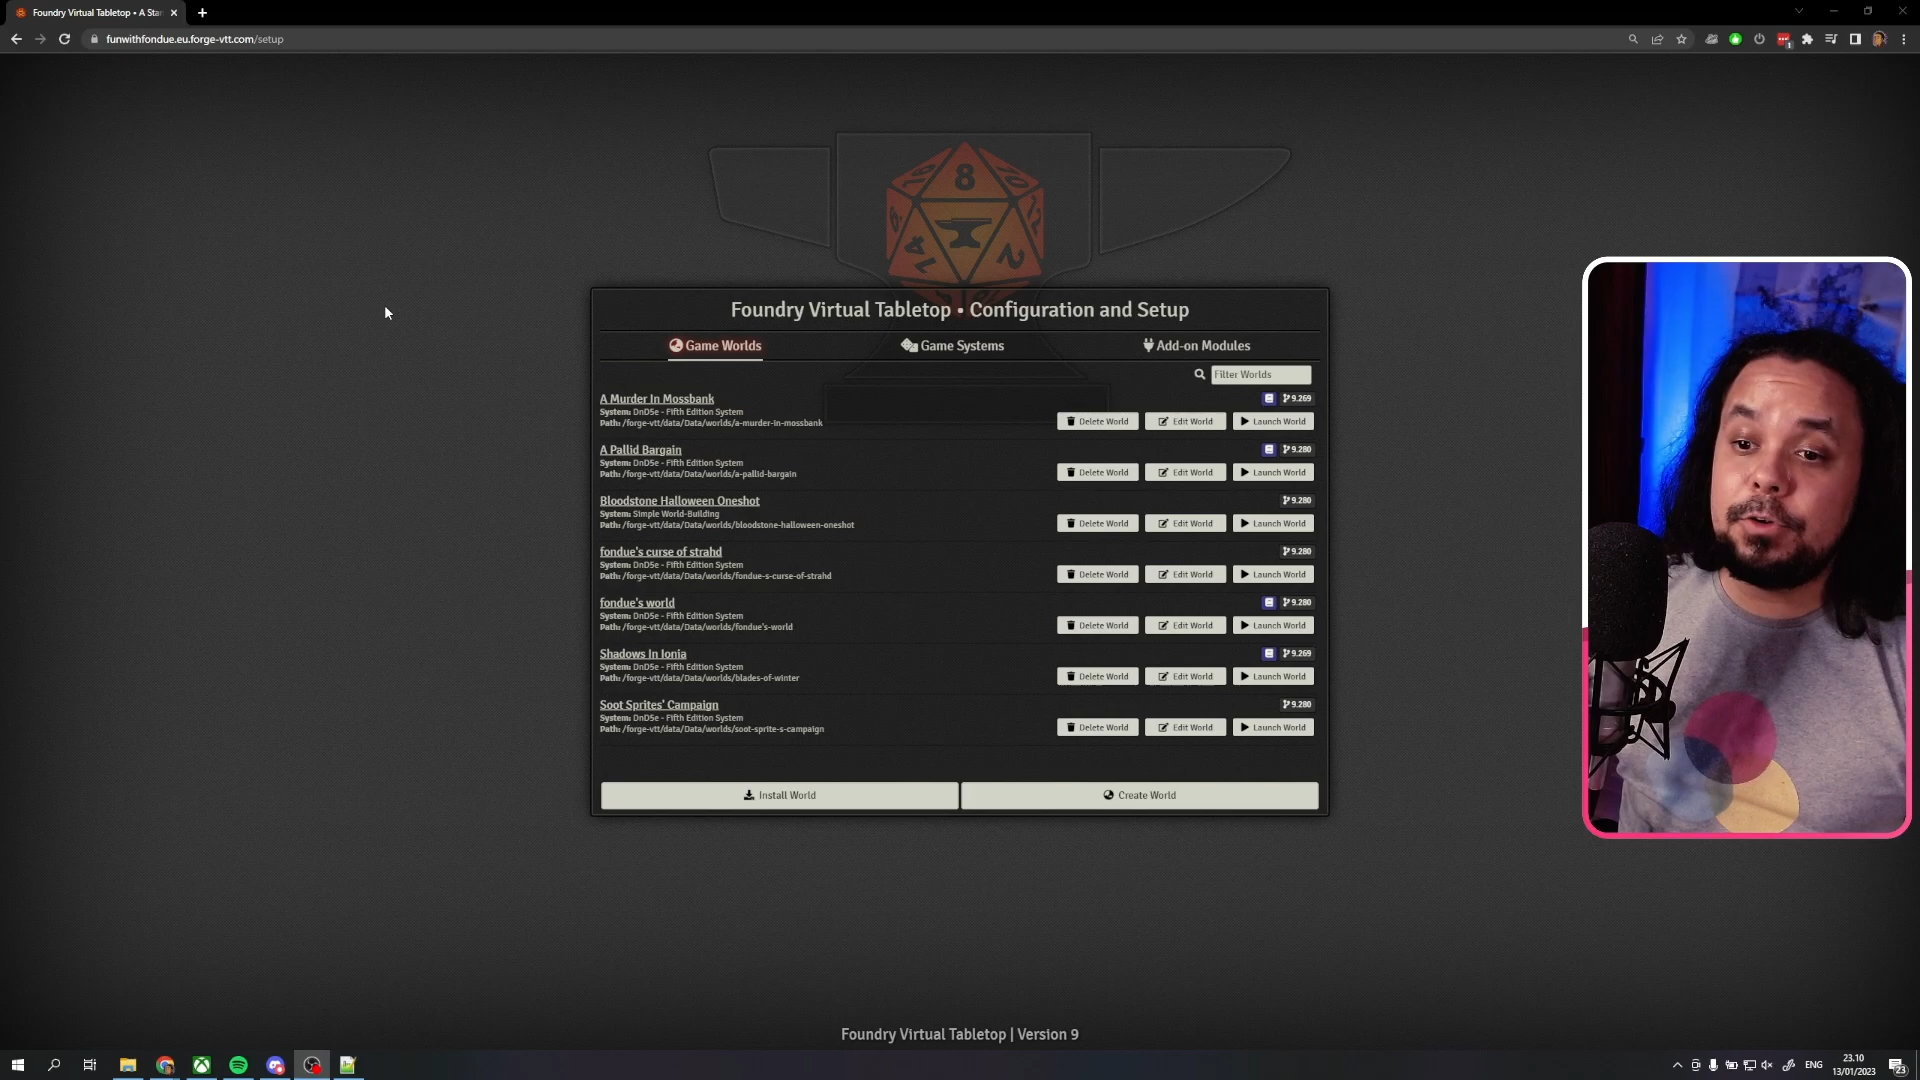 Foundry Virtual Tabletop • A Sta
funwithfondue.eu.forge-vtt.com/setup
8
Foundry Virtual Tabletop • Configuration and Setup
Game Worlds
Game Systems
Add-on Modules
Filter Worlds
A Murder In Mossbank
9.269
System: DnD5e - Fifth Edition System
Path: /forge-vtt/data/Data/worlds/a-murder-in-mossbank
Delete World
Edit World
Launch World
A Pallid Bargain
9.280
System: DnD5e - Fifth Edition System
Path: /forge-vtt/data/Data/worlds/a-pallid-bargain
Delete World
Edit World
Launch World
Bloodstone Halloween Oneshot
9.280
System: Simple World-Building
Path: /forge-vtt/data/Data/worlds/bloodstone-halloween-oneshot
Delete World
Edit World
Launch World
fondue's curse of strahd
9.280
System: DnD5e - Fifth Edition System
Path: /forge-vtt/data/Data/worlds/fondue-s-curse-of-strahd
Delete World
Edit World
Launch World
fondue's world
9.280
System: DnD5e - Fifth Edition System
Path: /forge-vtt/data/Data/worlds/fondue's-world
Delete World
Edit World
Launch World
Shadows In Ionia
9.269
System: DnD5e - Fifth Edition System
Path: /forge-vtt/data/Data/worlds/blades-of-winter
Delete World
Edit World
Launch World
Soot Sprites' Campaign
9.280
System: DnD5e - Fifth Edition System
Path: /forge-vtt/data/Data/worlds/soot-sprite-s-campaign
Delete World
Edit World
Launch World
Install World
Create World
Foundry Virtual Tabletop | Version 9
ENG
23.10
13/01/2023
23